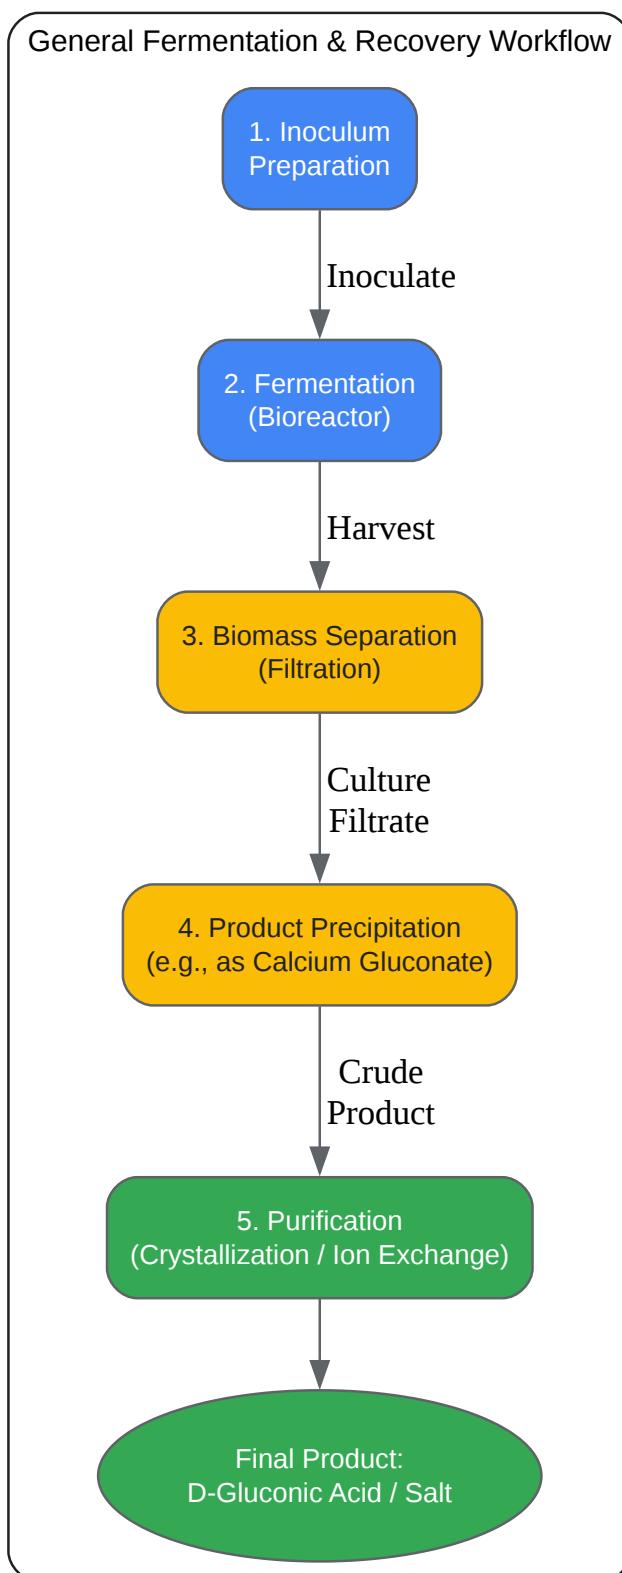 General Fermentation & Recovery Workflow
1. Inoculum
Preparation
Inoculate
2. Fermentation
(Bioreactor)
Harvest
3. Biomass Separation
(Filtration)
Culture
Filtrate
4. Product Precipitation
(e.g., as Calcium Gluconate)
Crude
Product
5. Purification
(Crystallization / Ion Exchange)
Final Product:
D-Gluconic Acid / Salt